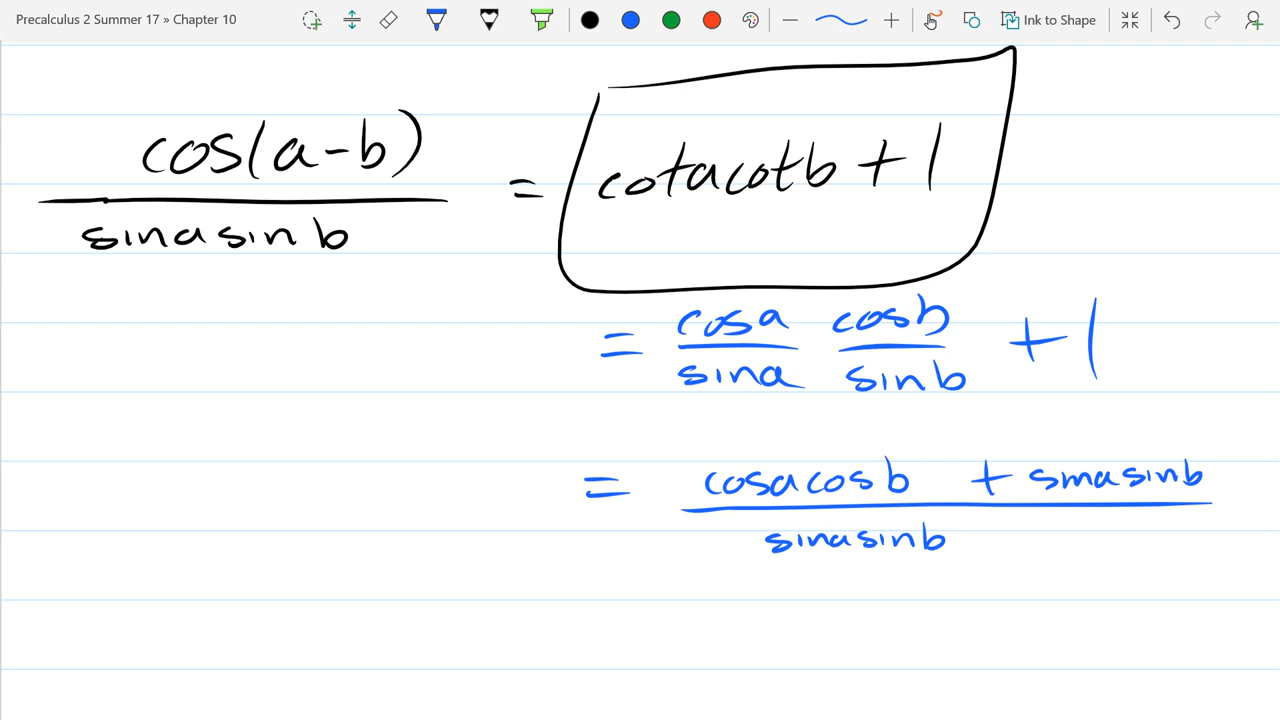 Precalculus 2 Summer 17 » Chapter 10
Ink to Shape
cos(a-b)
sinasinb
= cotacotb + 1
= cosa/sina cosb/sinb + 1
= cosacosb + sinasinb
sinasinb